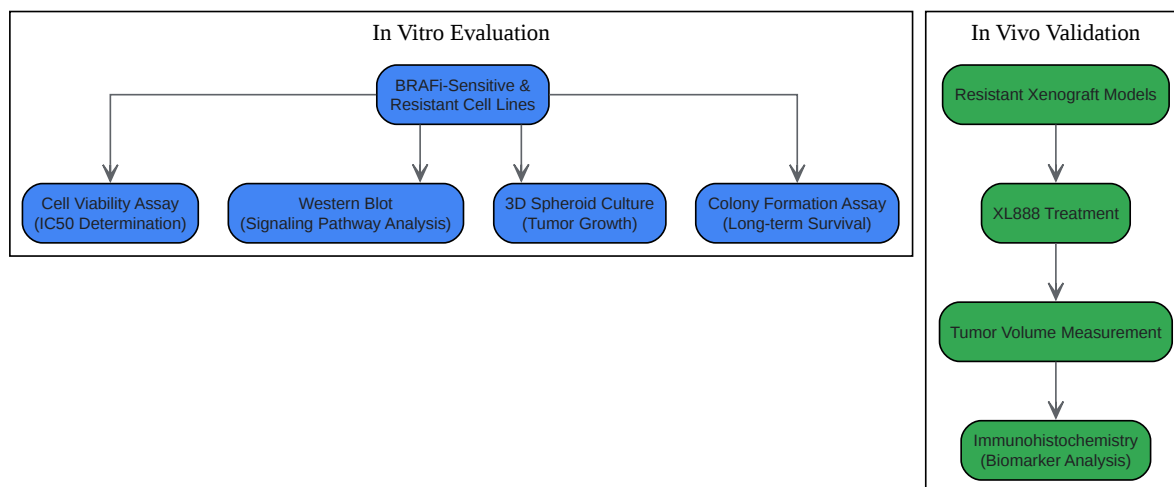 In Vitro Evaluation
BRAFi-Sensitive &
Resistant Cell Lines
Cell Viability Assay
(IC50 Determination)
Western Blot
(Signaling Pathway Analysis)
3D Spheroid Culture
(Tumor Growth)
Colony Formation Assay
(Long-term Survival)
In Vivo Validation
Resistant Xenograft Models
XL888 Treatment
Tumor Volume Measurement
Immunohistochemistry
(Biomarker Analysis)